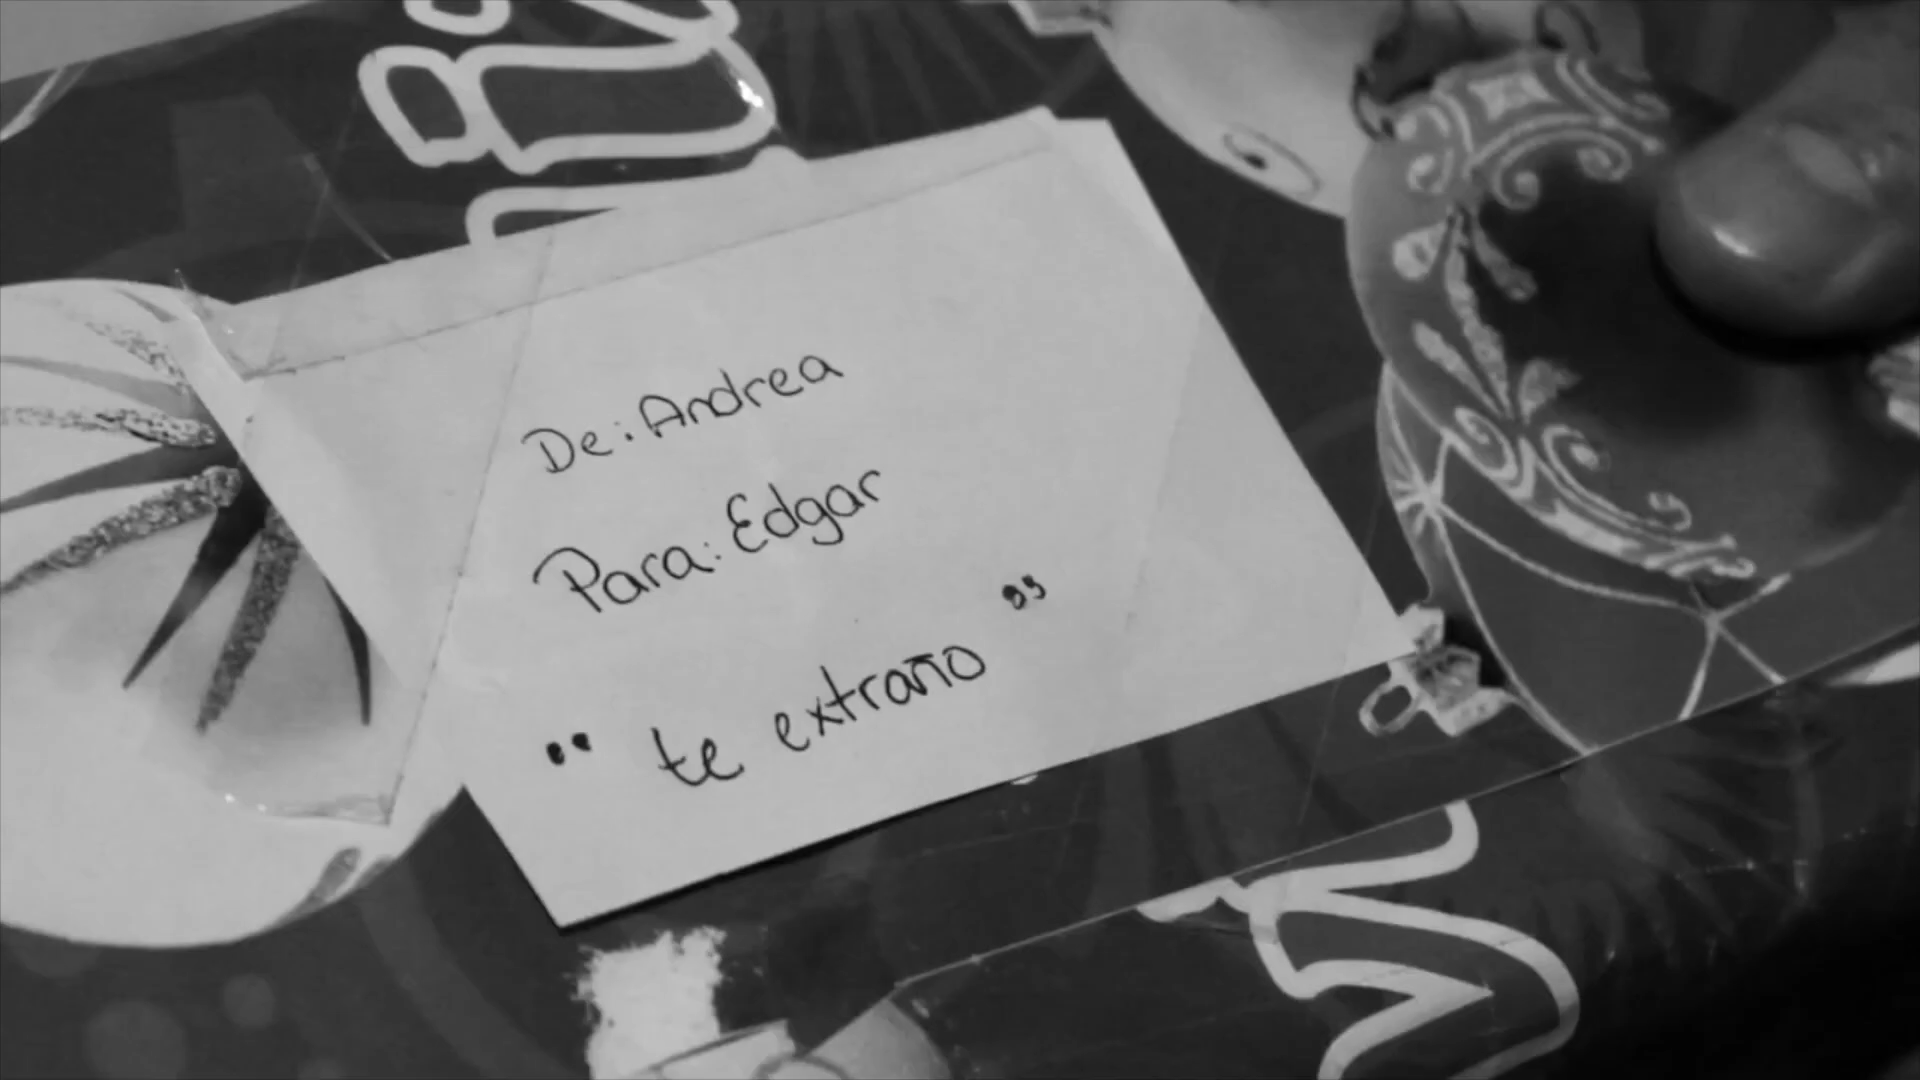 De: Andrea
Para: Edgar
" te extraño "